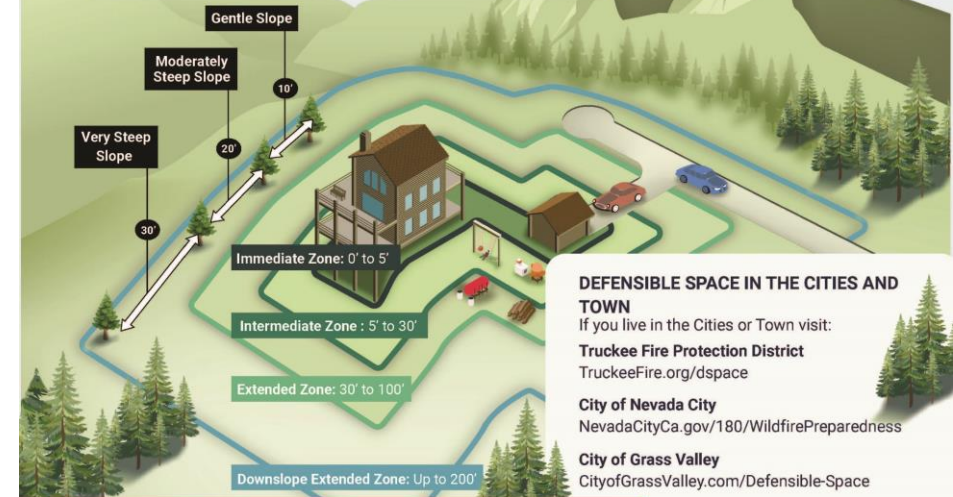 Gentle Slope
Moderately
Steep Slope
10'
Very Steep
Slope
20'
30'
Immediate Zone: 0' to 5'
Intermediate Zone : 5' to 30'
Extended Zone: 30' to 100'
Downslope Extended Zone: Up to 200'
DEFENSIBLE SPACE IN THE CITIES AND
TOWN
If you live in the Cities or Town visit:
Truckee Fire Protection District
TruckeeFire.org/dspace
City of Nevada City
NevadaCityCa.gov/180/WildfirePreparedness
City of Grass Valley
CityofGrassValley.com/Defensible-Space